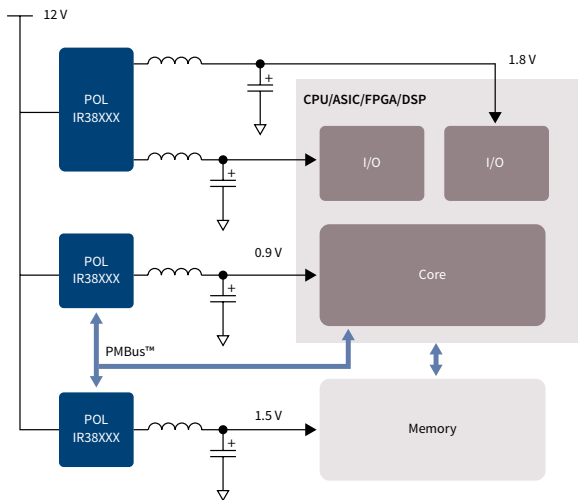 12 V
1.8 V
POL
IR38XXX
+
CPU/ASIC/FPGA/DSP
I/O
I/O
+
POL
IR38XXX
0.9 V
Core
+
PMBus™
POL
IR38XXX
1.5 V
Memory
+